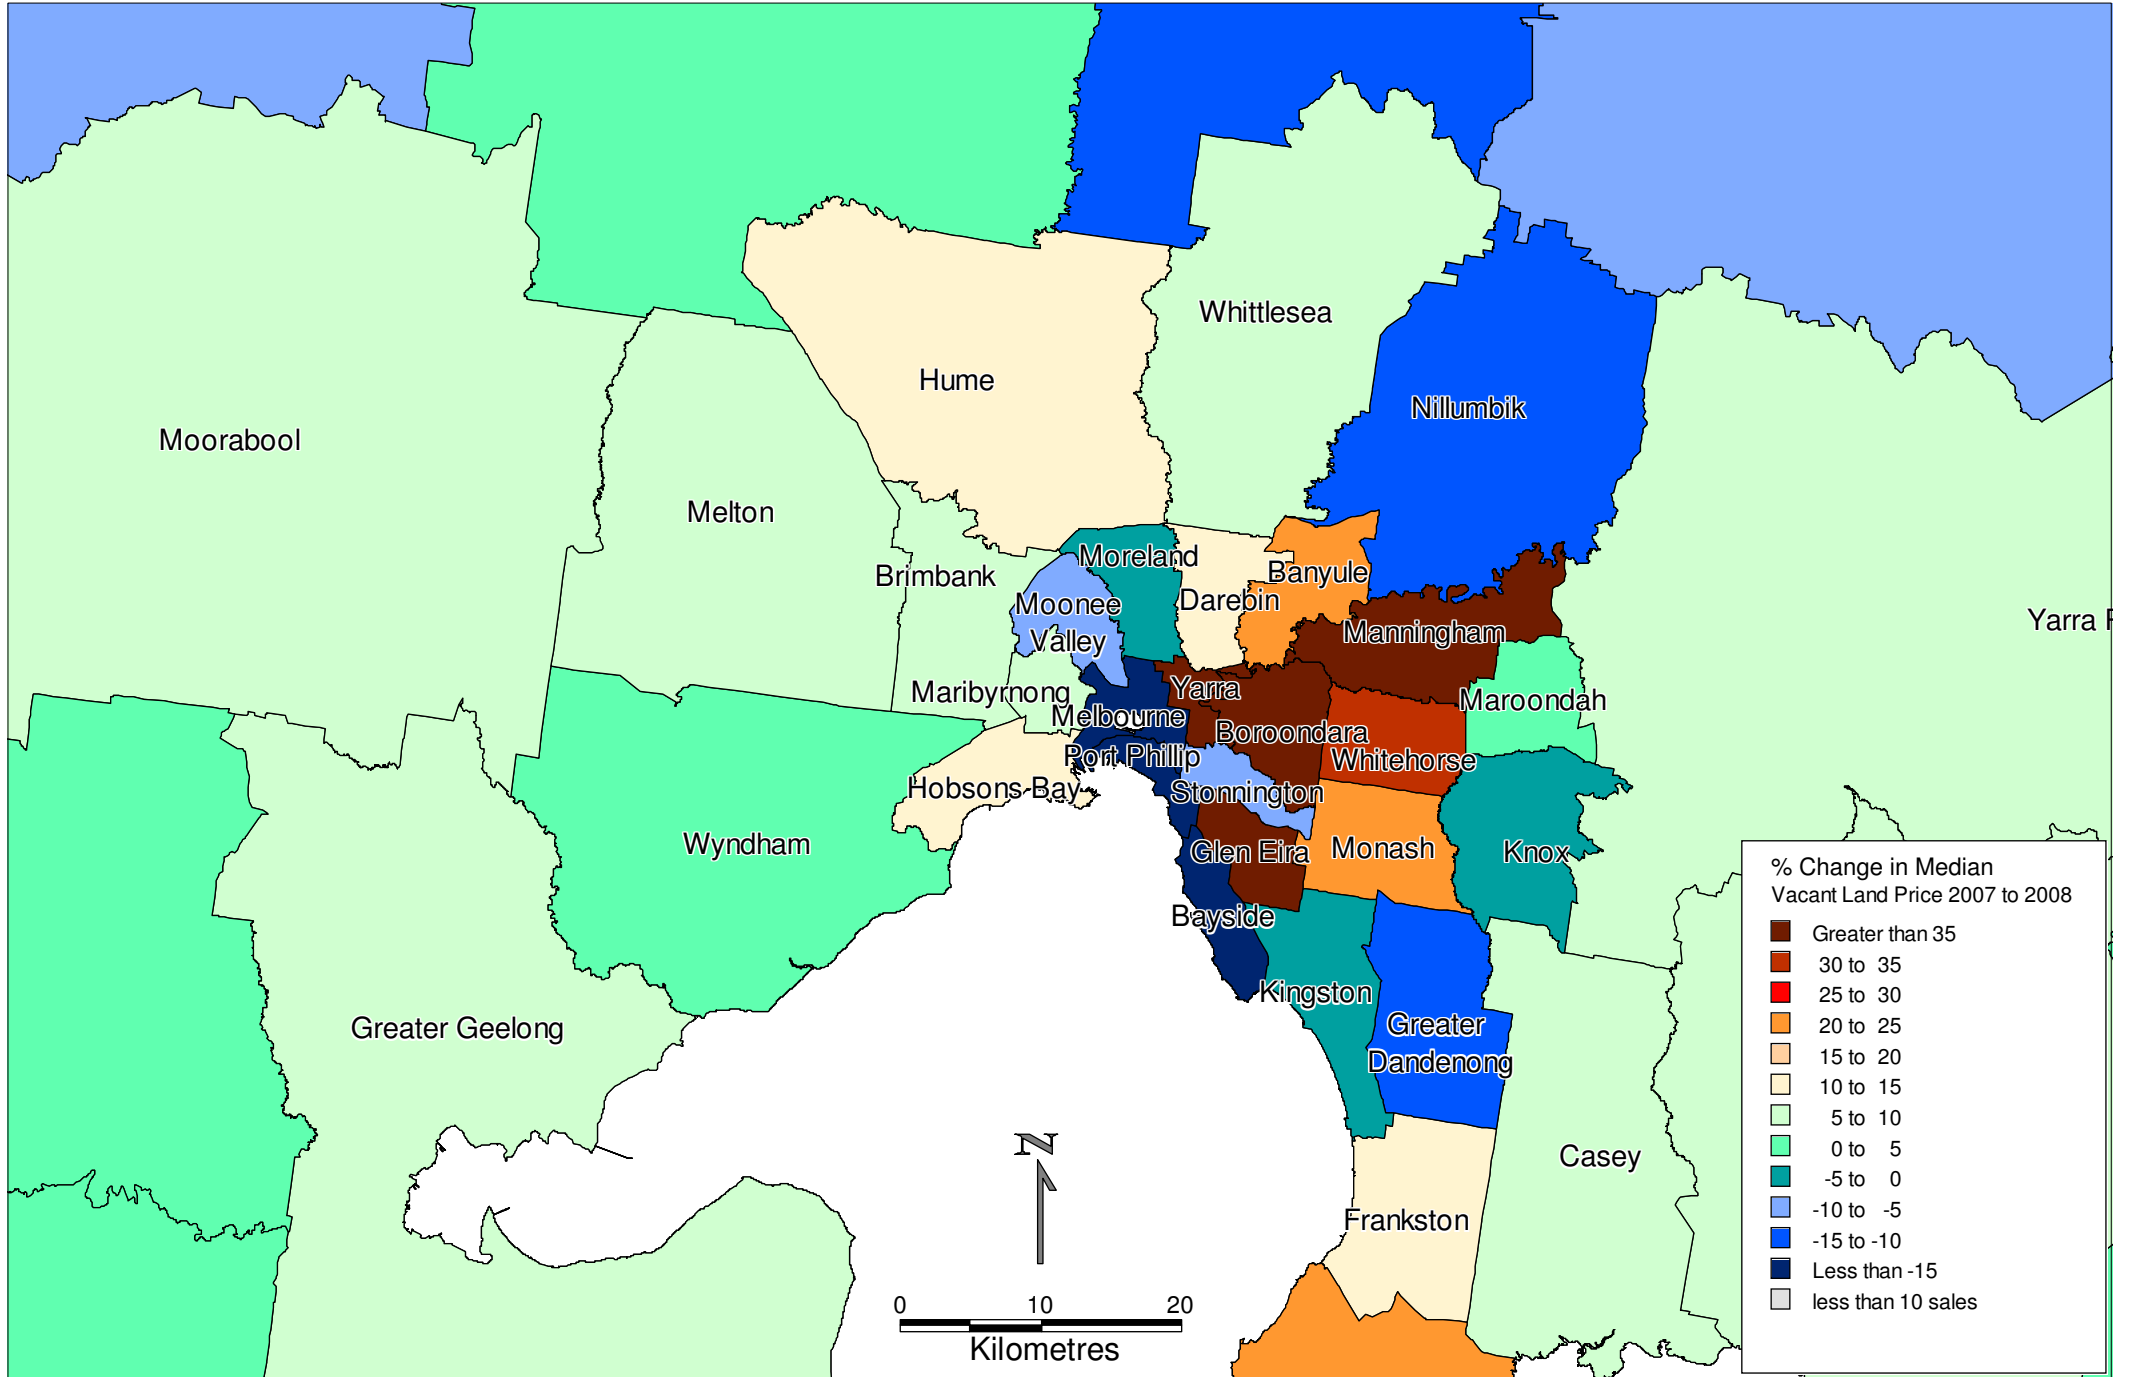 Whittlesea
Hume
Nillumbik
Moorabool
Melton
Moreland
Brimbank
Banyule
Darebin
Moonee
Valley
Yarra
Manningham
Maribyrnong
Yarra
Maroondah
Melbourne
Boroondara
Port Phillip
Whitehorse
Hobsons Bay
Stonnington
Wyndham
Glen Eira
Monash
Knox
Bayside
Kingston
Greater Geelong
Greater
Dandenong
Casey
Frankston
N
0 10 20
Kilometres
% Change in Median
Vacant Land Price 2007 to 2008
Greater than 35
30 to 35
25 to 30
20 to 25
15 to 20
10 to 15
5 to 10
0 to 5
-5 to 0
-10 to -5
-15 to -10
Less than -15
less than 10 sales